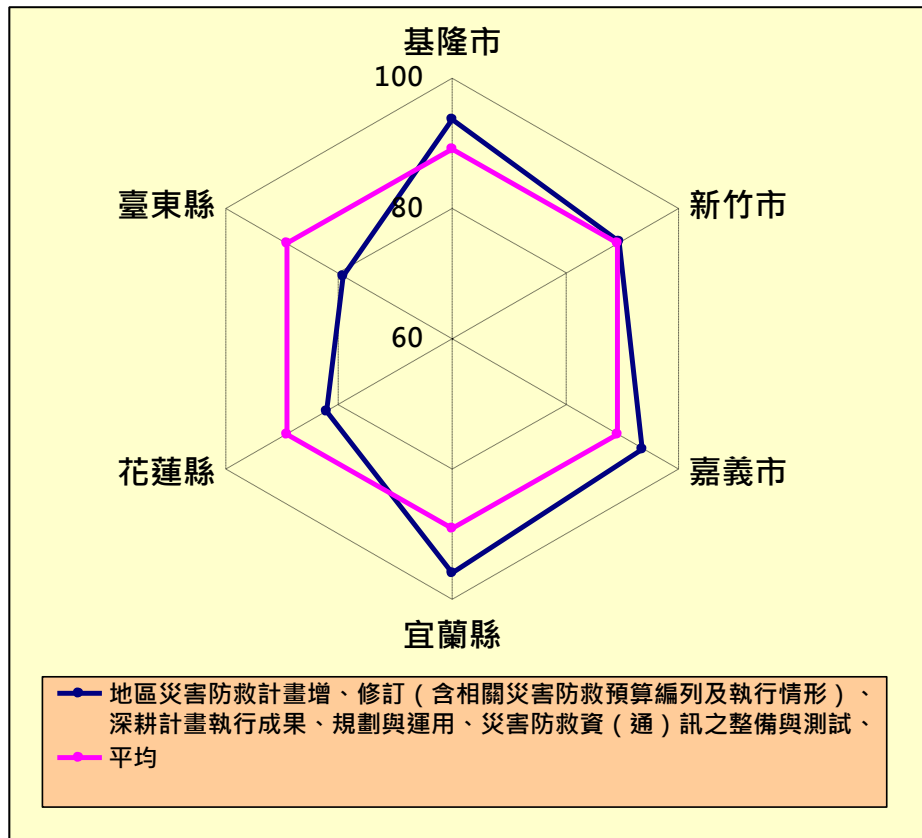 基隆市
100
臺東縣
新竹市
80
60
花蓮縣
嘉義市
宜蘭縣
地區災害防救計畫增、修訂（含相關災害防救預算編列及執行情形）、
深耕計畫執行成果、規劃與運用、災害防救資（通）訊之整備與測試、
平均